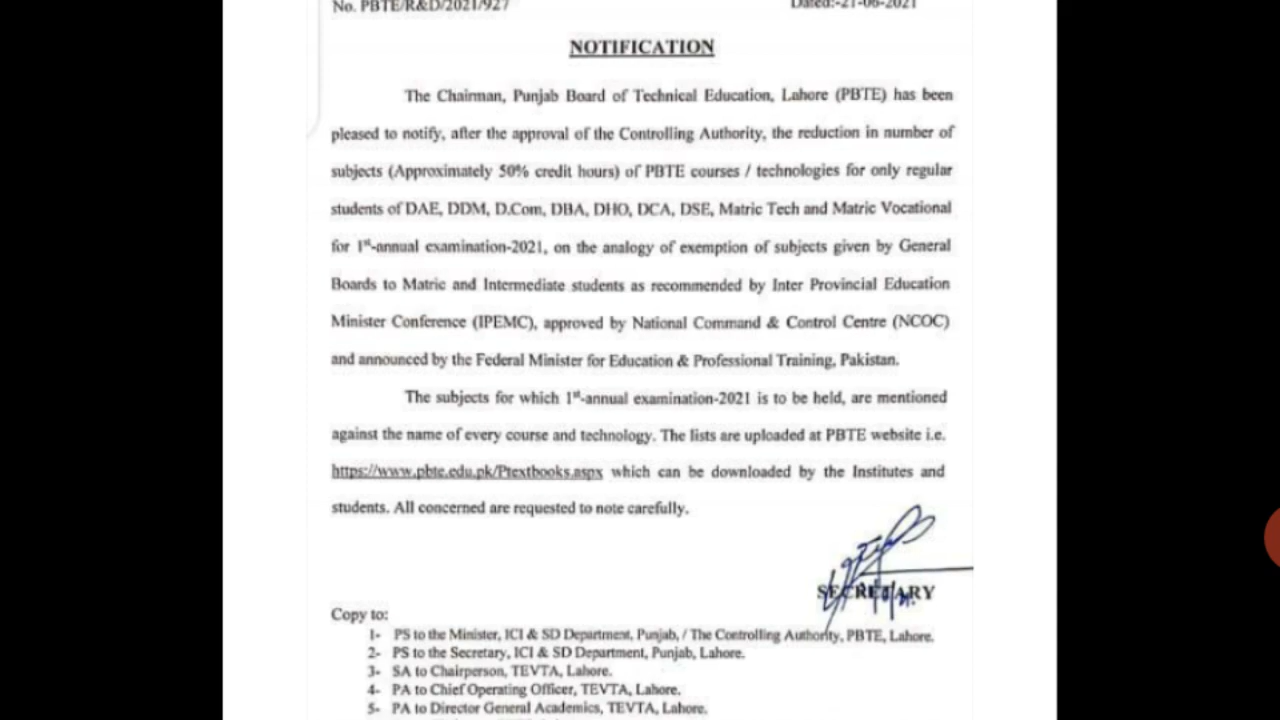 No. PBTE/R&D/2021/927 Dated:-21-06-2021
NOTIFICATION
The Chairman, Punjab Board of Technical Education, Lahore (PBTE) has been
pleased to notify, after the approval of the Controlling Authority, the reduction in number of
subjects (Approximately 50% credit hours) of PBTE courses / technologies for only regular
students of DAE, DDM, D.Com, DBA, DHO, DCA, DSE, Matric Tech and Matric Vocational
for 1st-annual examination-2021, on the analogy of exemption of subjects given by General
Boards to Matric and Intermediate students as recommended by Inter Provincial Education
Minister Conference (IPEMC), approved by National Command & Control Centre (NCOC)
and announced by the Federal Minister for Education & Professional Training, Pakistan.
The subjects for which 1st-annual examination-2021 is to be held, are mentioned
against the name of every course and technology. The lists are uploaded at PBTE website i.e.
https://www.pbte.edu.pk/Ptextbooks.aspx which can be downloaded by the Institutes and
students. All concerned are requested to note carefully.
SECRETARY
Copy to:
1- PS to the Minister, ICI & SD Department, Punjab, / The Controlling Authority, PBTE, Lahore.
2- PS to the Secretary, ICI & SD Department, Punjab, Lahore.
3- SA to Chairperson, TEVTA, Lahore.
4- PA to Chief Operating Officer, TEVTA, Lahore.
5- PA to Director General Academics, TEVTA, Lahore.